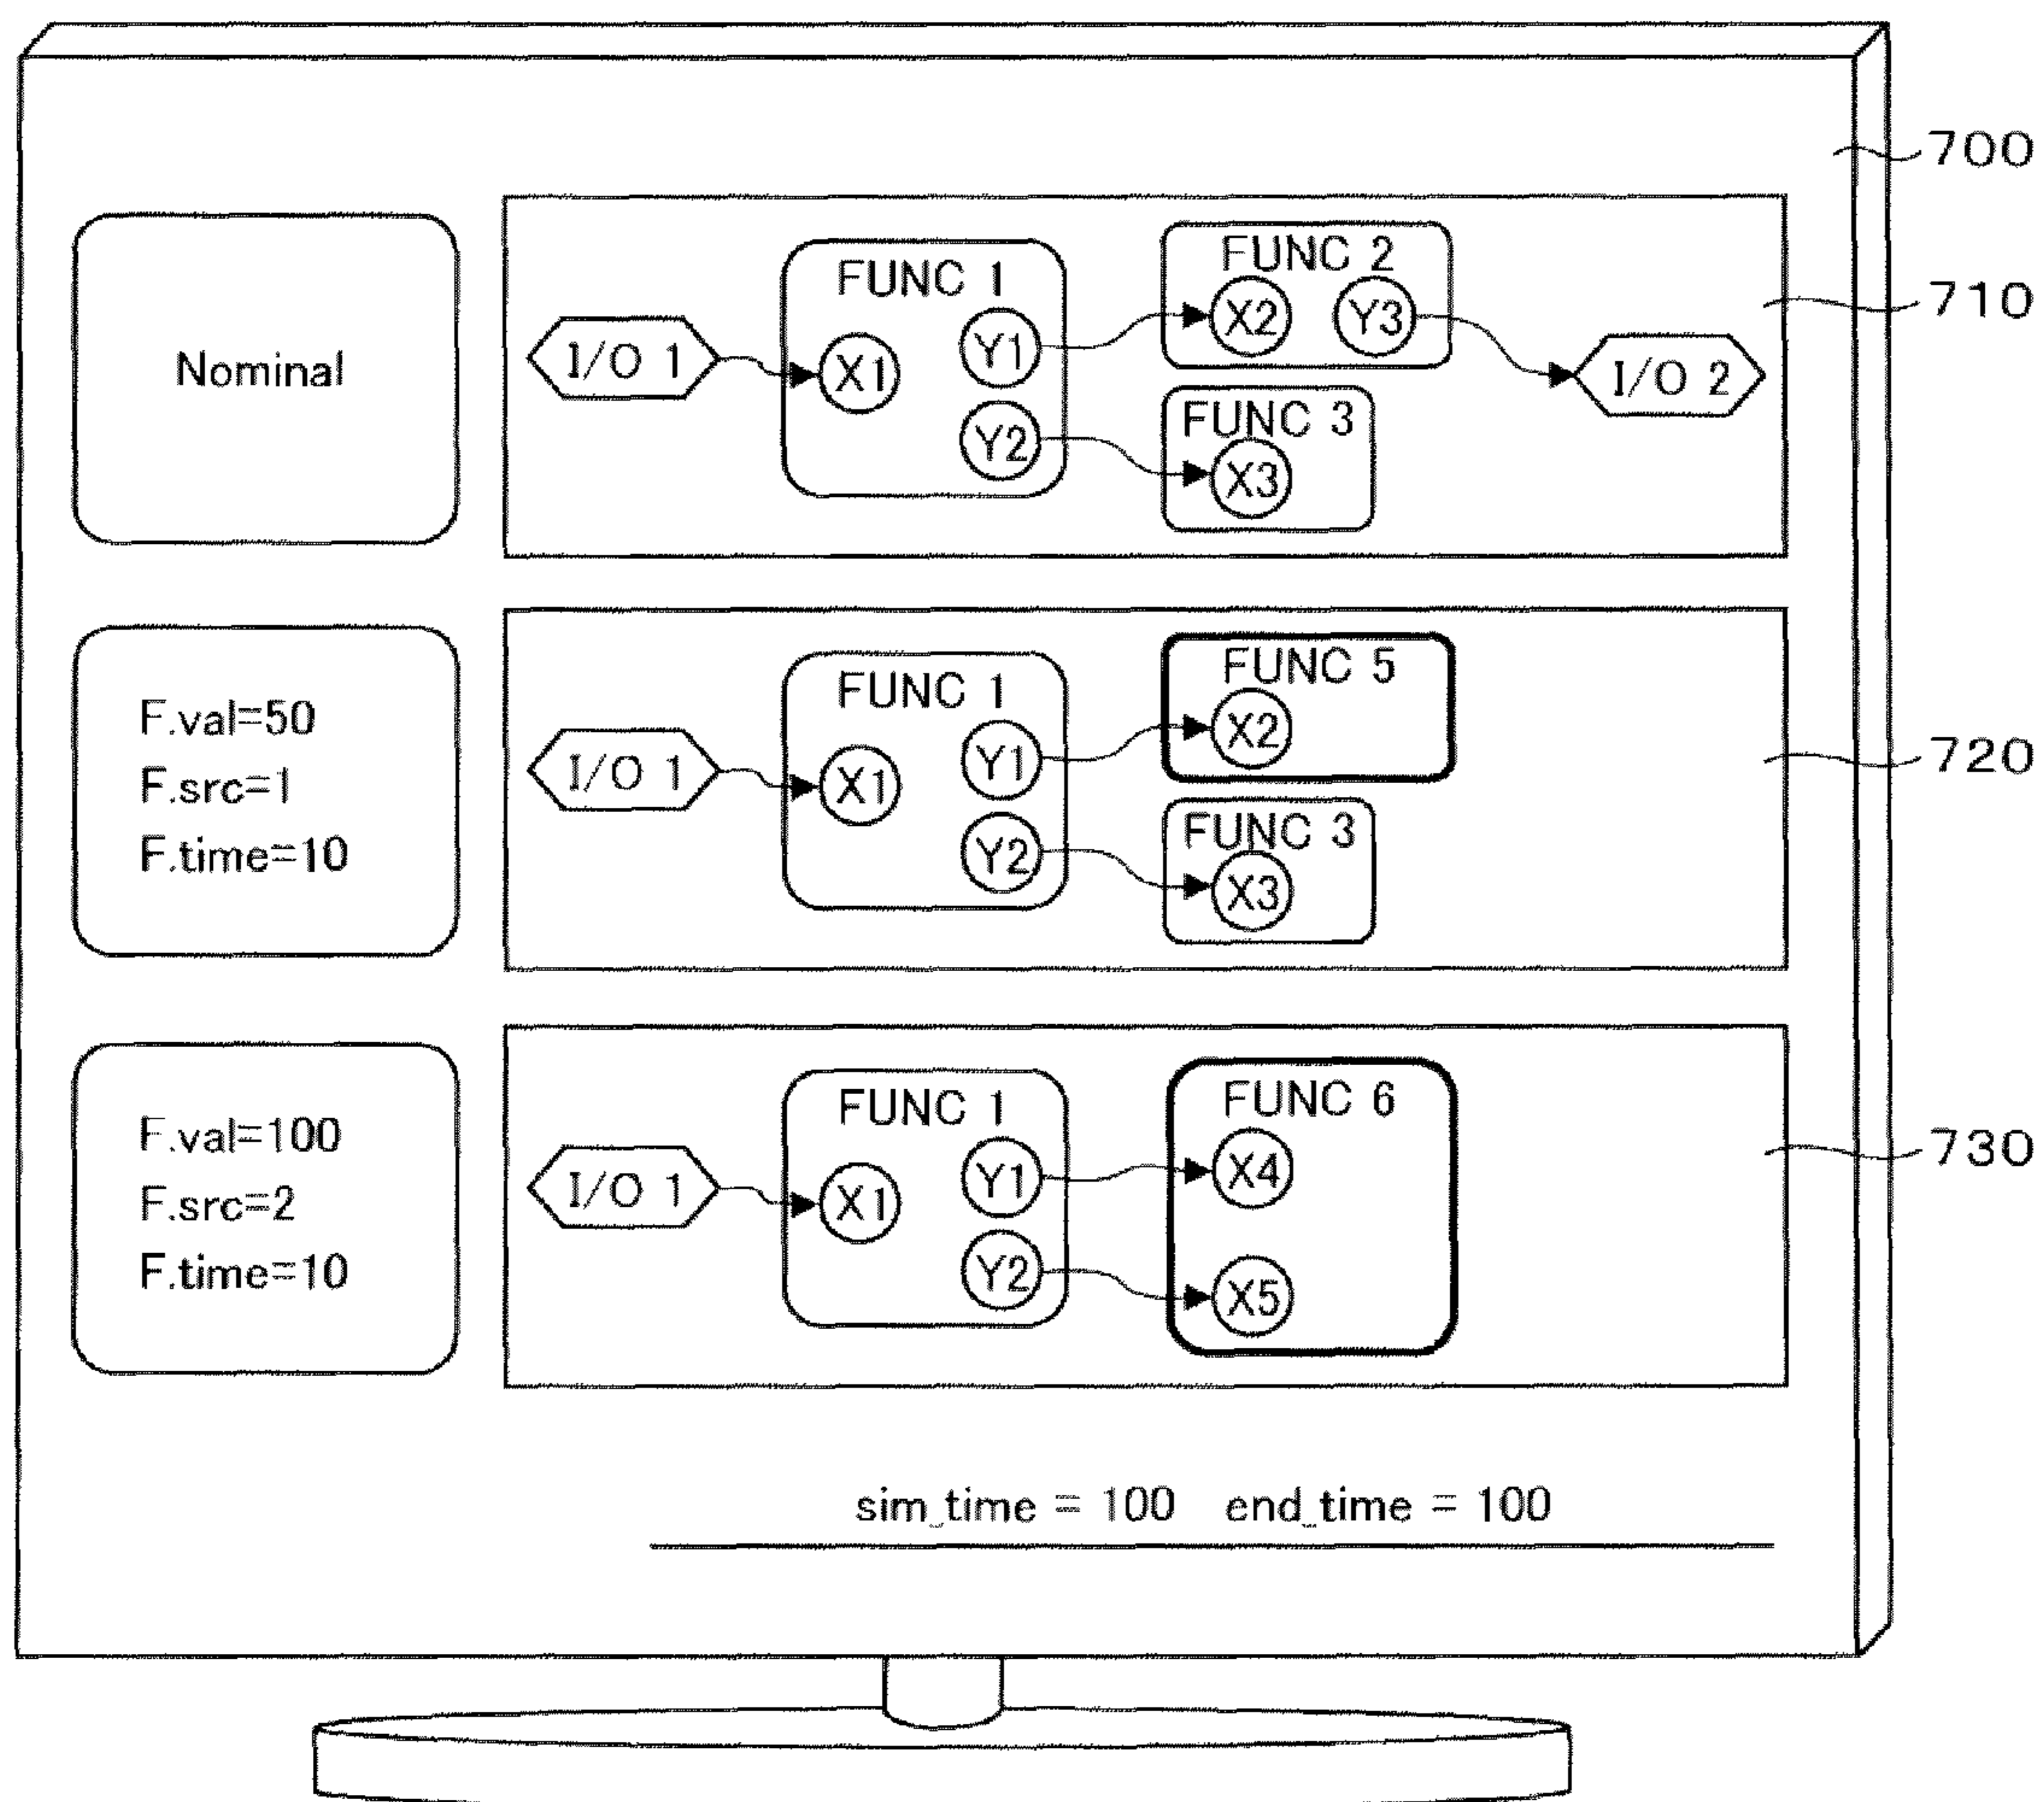 700
Nominal
FUNC 1
FUNC 2
I/O 1
X1
Y1
X2
Y3
710
I/O 2
Y2
FUNC 3
X3
F.val=50
F.src=1
F.time=10
FUNC 1
FUNC 5
I/O 1
X1
Y1
X2
720
Y2
FUNC 3
X3
F.val=100
F.src=2
F.time=10
FUNC 1
FUNC 6
I/O 1
X1
Y1
X4
730
Y2
X5
sim_time = 100 end_time = 100